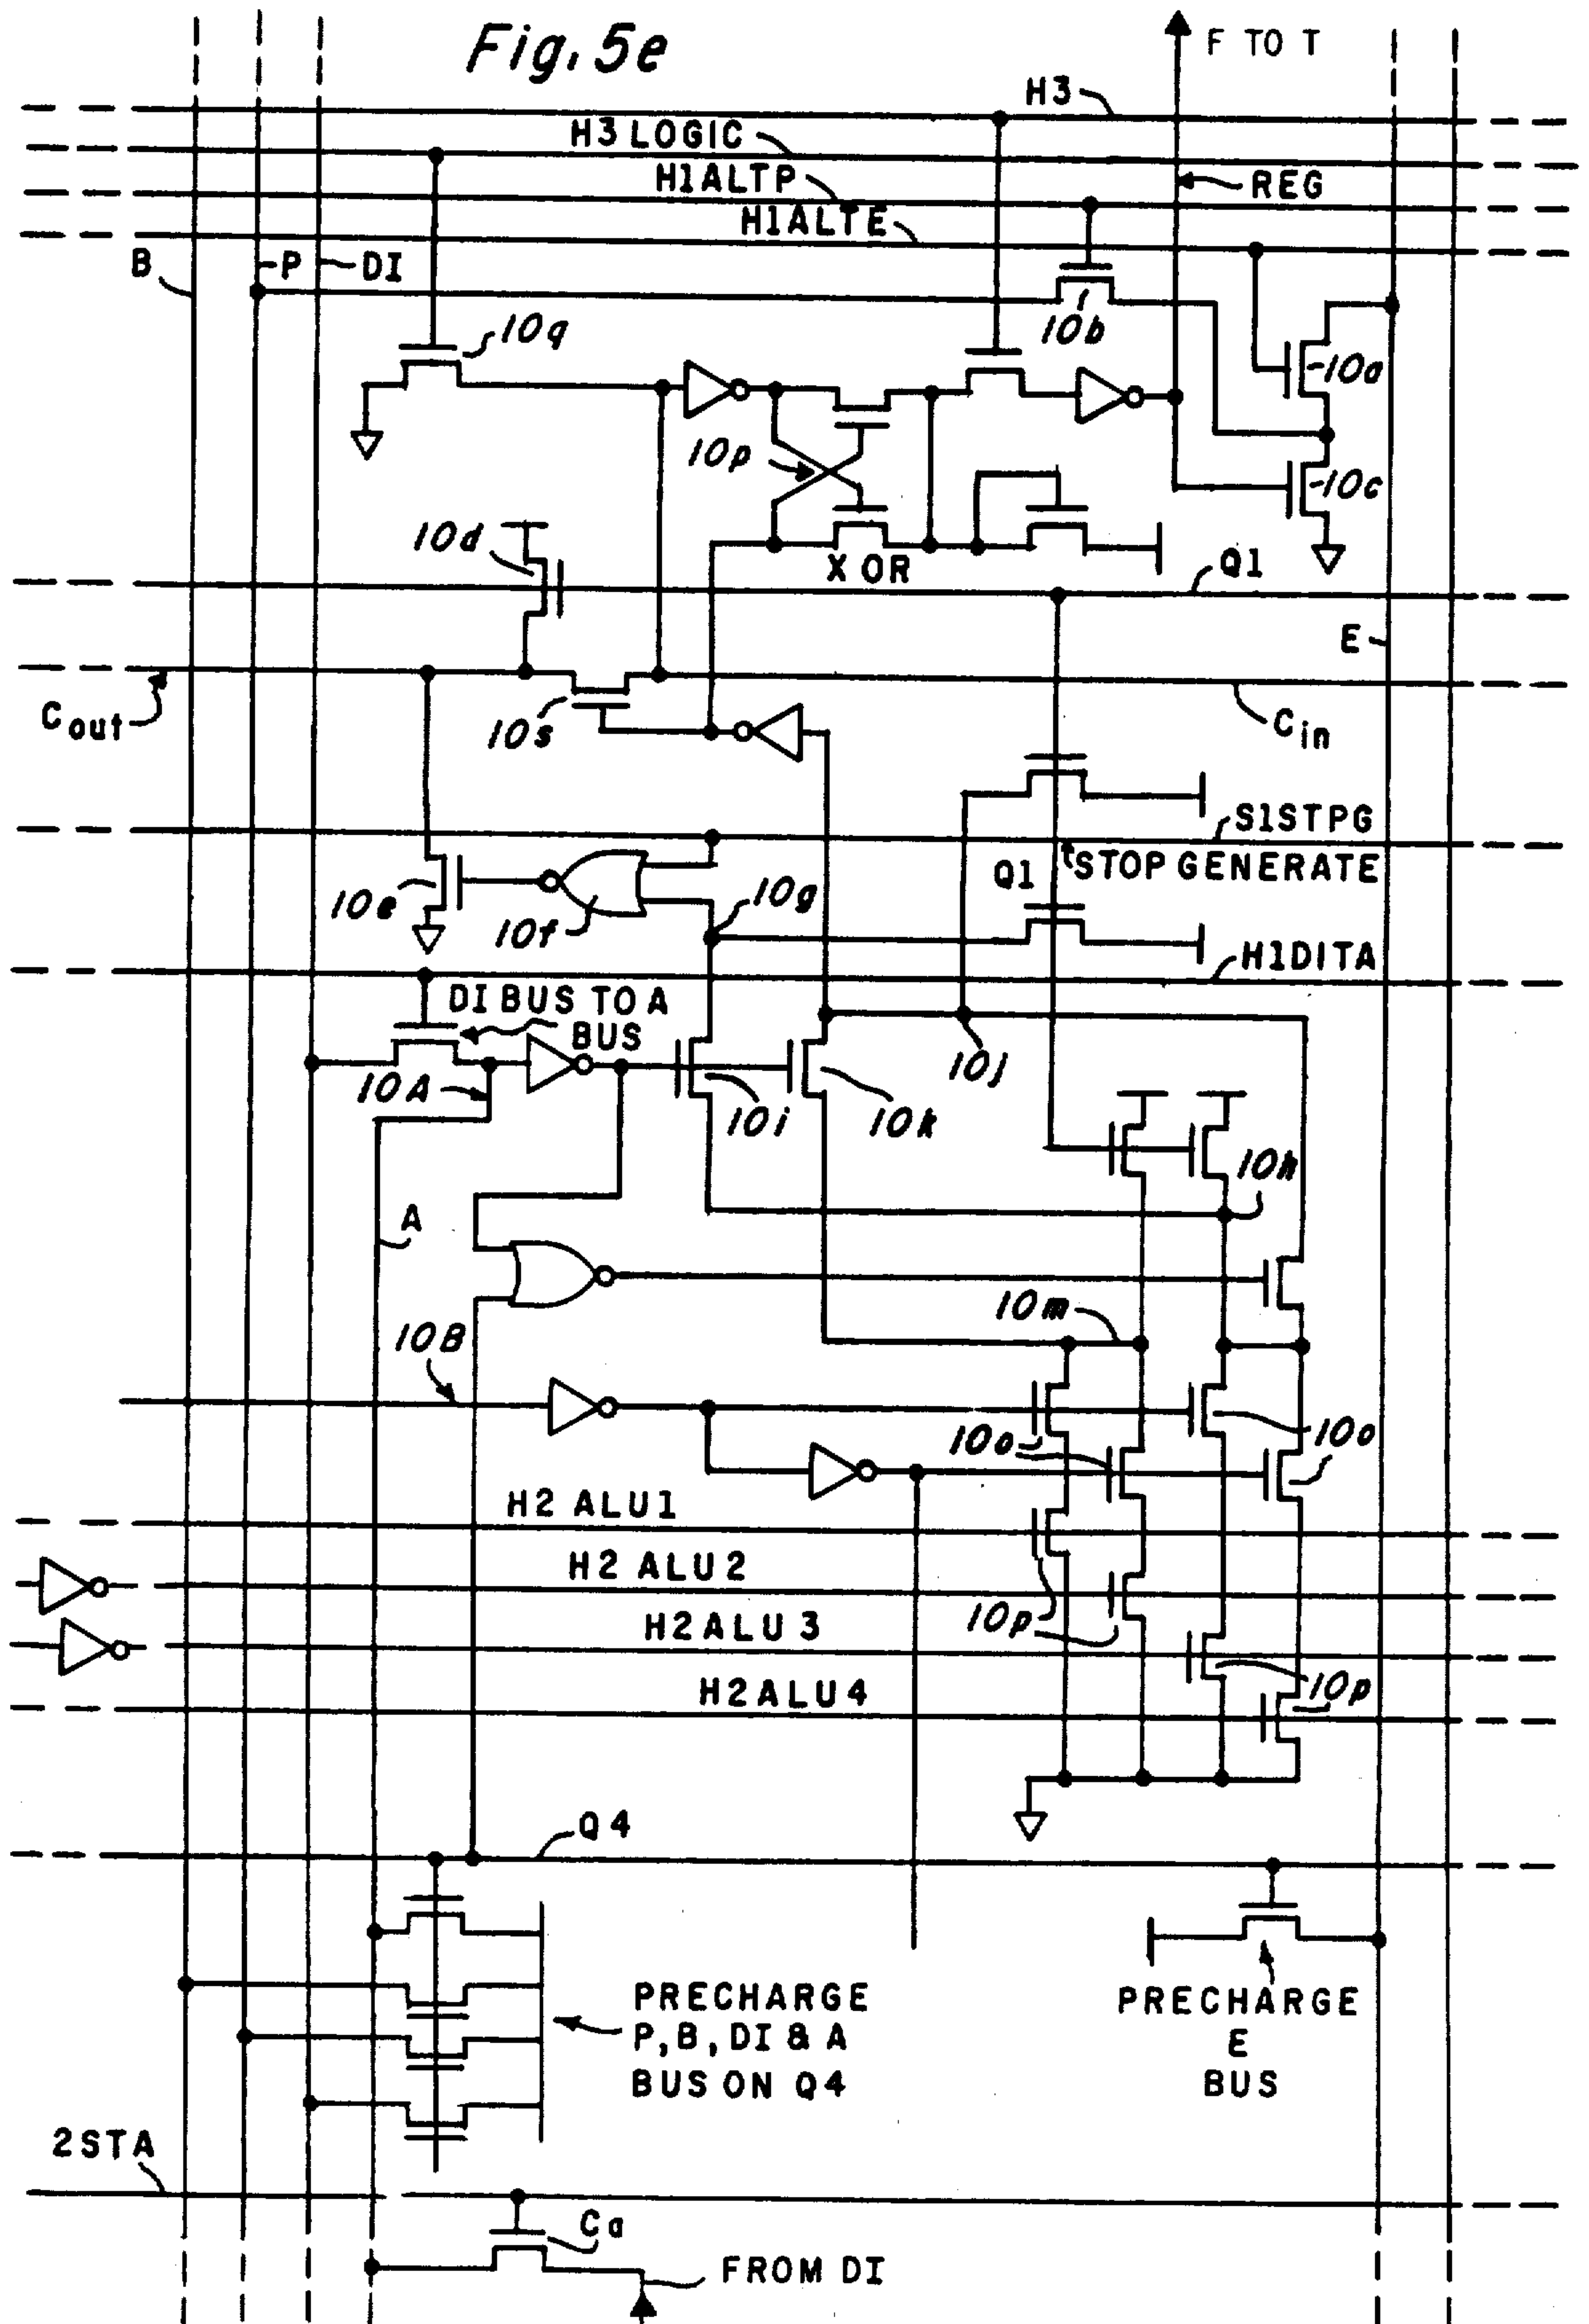 Fig. 5e
F TO T
H3
H3 LOGIC
H1ALTP
REG
H1ALTE
B
P
DI
10q
10b
10a
10p
10c
10d
XOR
Q1
E
Cout
10s
Cin
S1STPG
STOP GENERATE
Q1
10e
10f
10g
H1DITA
DI BUS TO A
BUS
10A
10i
10k
10j
10h
A
10m
10B
10o
10o
H2 ALU1
H2 ALU2
10p
H2ALU3
10p
H2ALU4
Q4
PRECHARGE
P, B, DI & A
BUS ON Q4
PRECHARGE
E
BUS
2STA
Ca
FROM DI